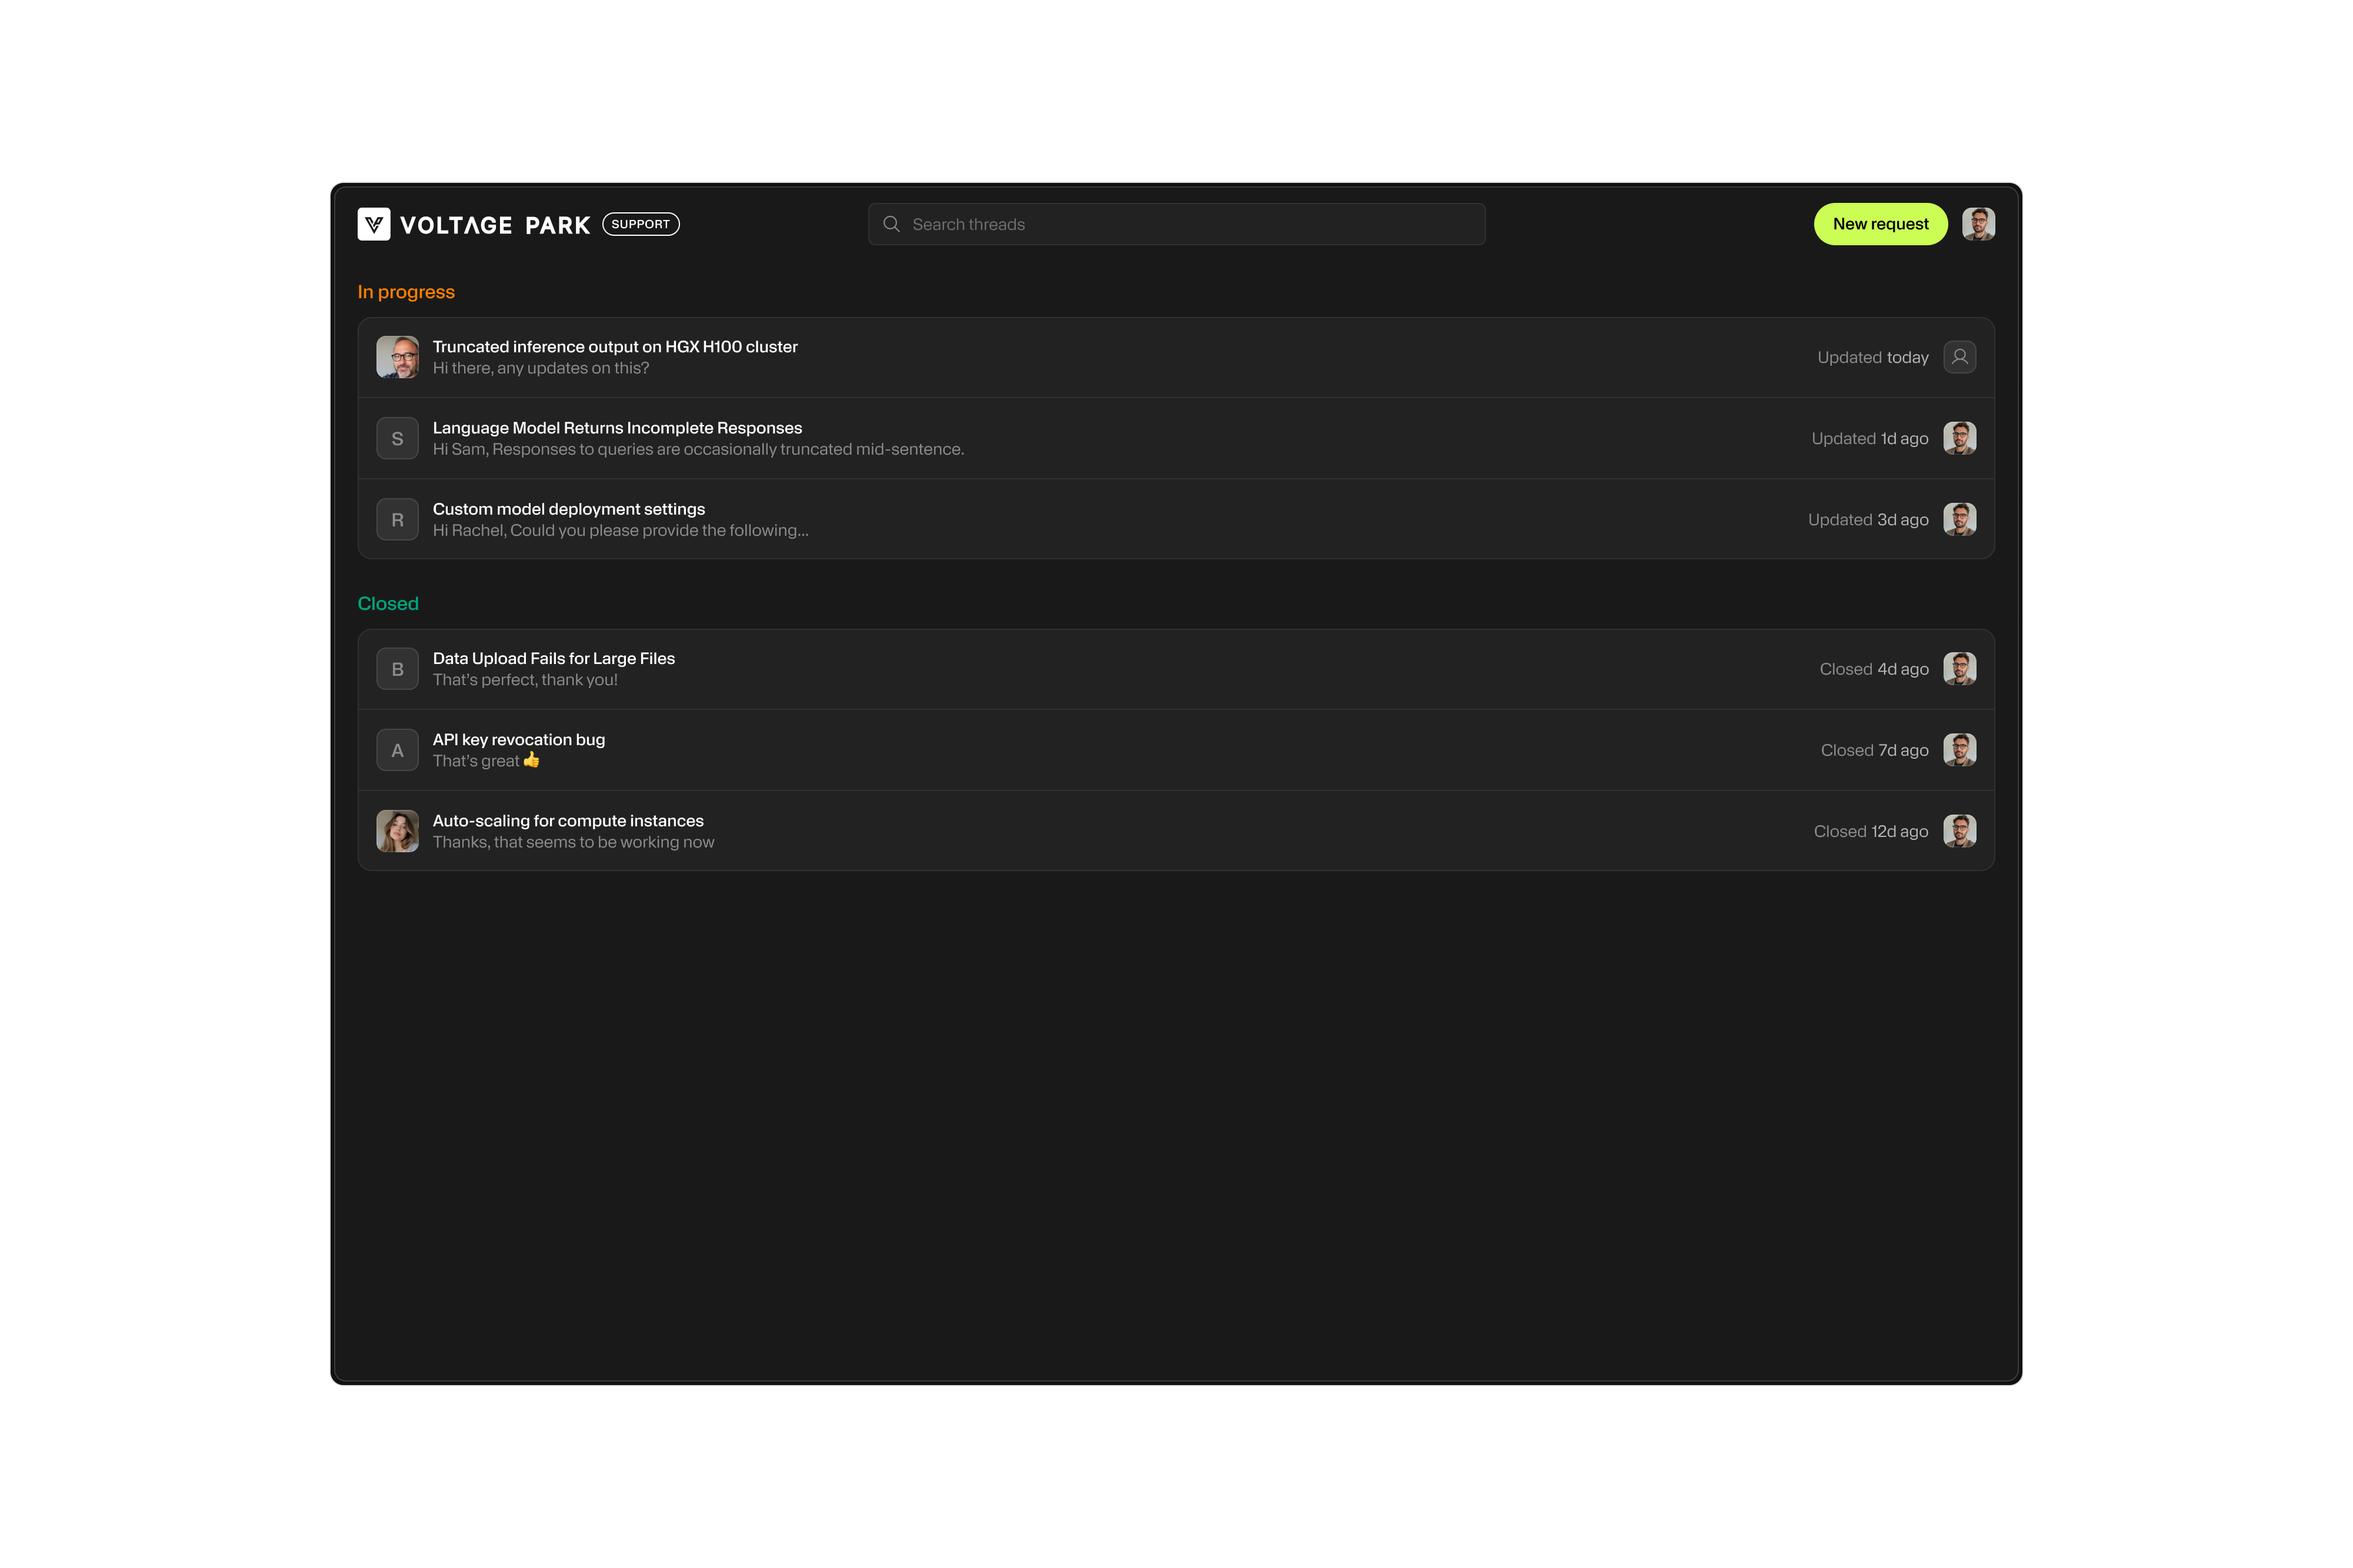 VOLTAGE PARK SUPPORT
Search threads
New request
In progress
Truncated inference output on HGX H100 cluster
Hi there, any updates on this?
Updated today
S
Language Model Returns Incomplete Responses
Hi Sam, Responses to queries are occasionally truncated mid-sentence.
Updated 1d ago
R
Custom model deployment settings
Hi Rachel, Could you please provide the following...
Updated 3d ago
Closed
B
Data Upload Fails for Large Files
That's perfect, thank you!
Closed 4d ago
A
API key revocation bug
That's great 👍
Closed 7d ago
Auto-scaling for compute instances
Thanks, that seems to be working now
Closed 12d ago